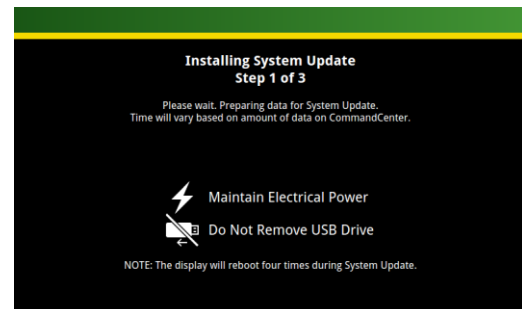 Installing System Update
Step 1 of 3
Please wait. Preparing data for System Update.
Time will vary based on amount of data on CommandCenter.
Maintain Electrical Power
Do Not Remove USB Drive
NOTE: The display will reboot four times during System Update.